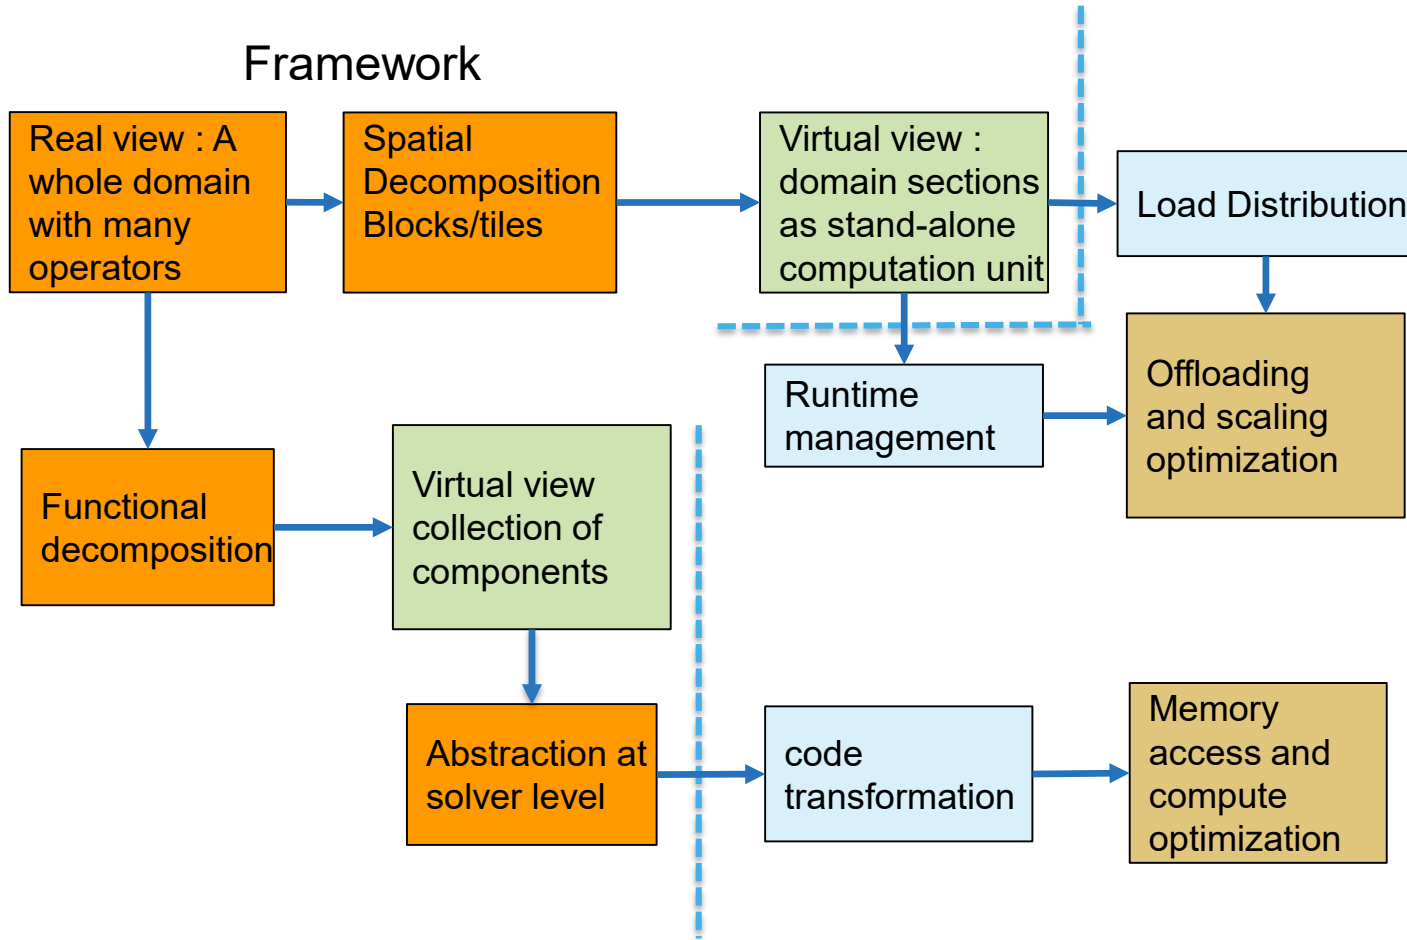 Framework
Real view : A
whole domain
with many
operators
Spatial
Decomposition
Blocks/tiles
Virtual view :
domain sections
as stand-alone
computation unit
Load Distribution
Runtime
management
Offloading
and scaling
optimization
Functional
decomposition
Virtual view
collection of
components
Abstraction at
solver level
code
transformation
Memory
access and
compute
optimization